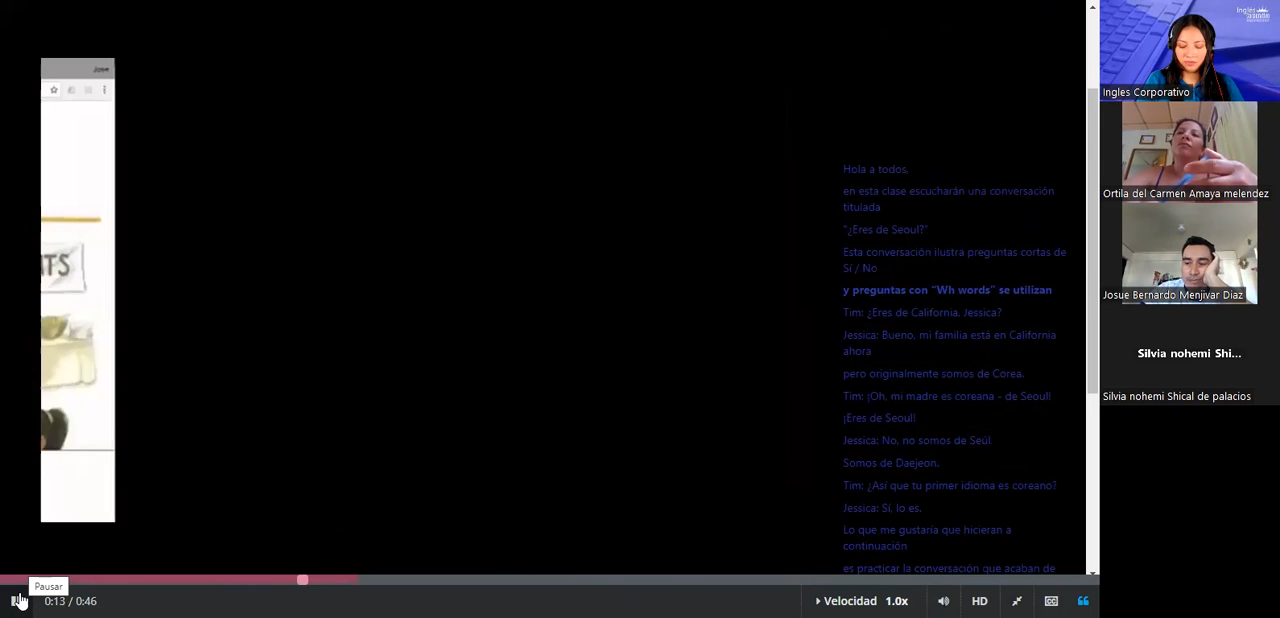 Jose
NTS
Hola a todos,
en esta clase escucharán una conversación
titulada
"¿Eres de Seoul?"
Esta conversación ilustra preguntas cortas de
Sí / No
y preguntas con "Wh words" se utilizan
Tim: ¿Eres de California, Jessica?
Jessica: Bueno, mi familia está en California
ahora
pero originalmente somos de Corea.
Tim: ¡Oh, mi madre es coreana - de Seoul!
¡Eres de Seoul!
Jessica: No, no somos de Seúl.
Somos de Daejeon.
Tim: ¿Así que tu primer idioma es coreano?
Jessica: Sí, lo es.
Lo que me gustaría que hicieran a
continuación
es practicar la conversación que acaban de
Pausar
0:13 / 0:46
Velocidad 1.0x
HD
CC
Ingles
Ingles Corporativo
Ortila del Carmen Amaya melendez
Josue Bernardo Menjivar Diaz
Silvia nohemi Shi...
Silvia nohemi Shical de palacios